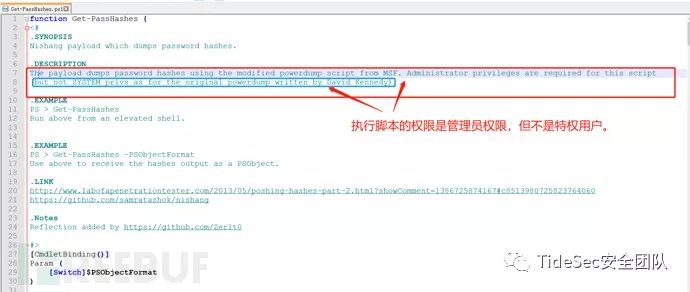 Get-PassHashes.ps1
1 function Get-PassHashes {
2 <#
3 .SYNOPSIS
4 Nishang payload which dumps password hashes.
5
6 .DESCRIPTION
7 The payload dumps password hashes using the modified powerdump script from MSF. Administrator privileges are required for this script
8 (but not SYSTEM privs as for the original powerdump written by David Kennedy)
9
10 .EXAMPLE
11 PS > Get-PassHashes
12 Run above from an elevated shell.
执行脚本的权限是管理员权限，但不是特权用户。
13
14
15 .EXAMPLE
16 PS > Get-PassHashes -PSObjectFormat
17 Use above to receive the hashes output as a PSObject.
18
19 .LINK
20 http://www.labofapenetrationtester.com/2013/05/poshing-hashes-part-2.html?showComment=1386725874167#c8513980725823764060
21 https://github.com/samratashok/nishang
22
23 .Notes
24 Reflection added by https://github.com/Zer1t0
25
26 #>
27 [CmdletBinding()]
28 Param (
29 [Switch]$PSObjectFormat
30 )
REEBUF
TideSec安全团队